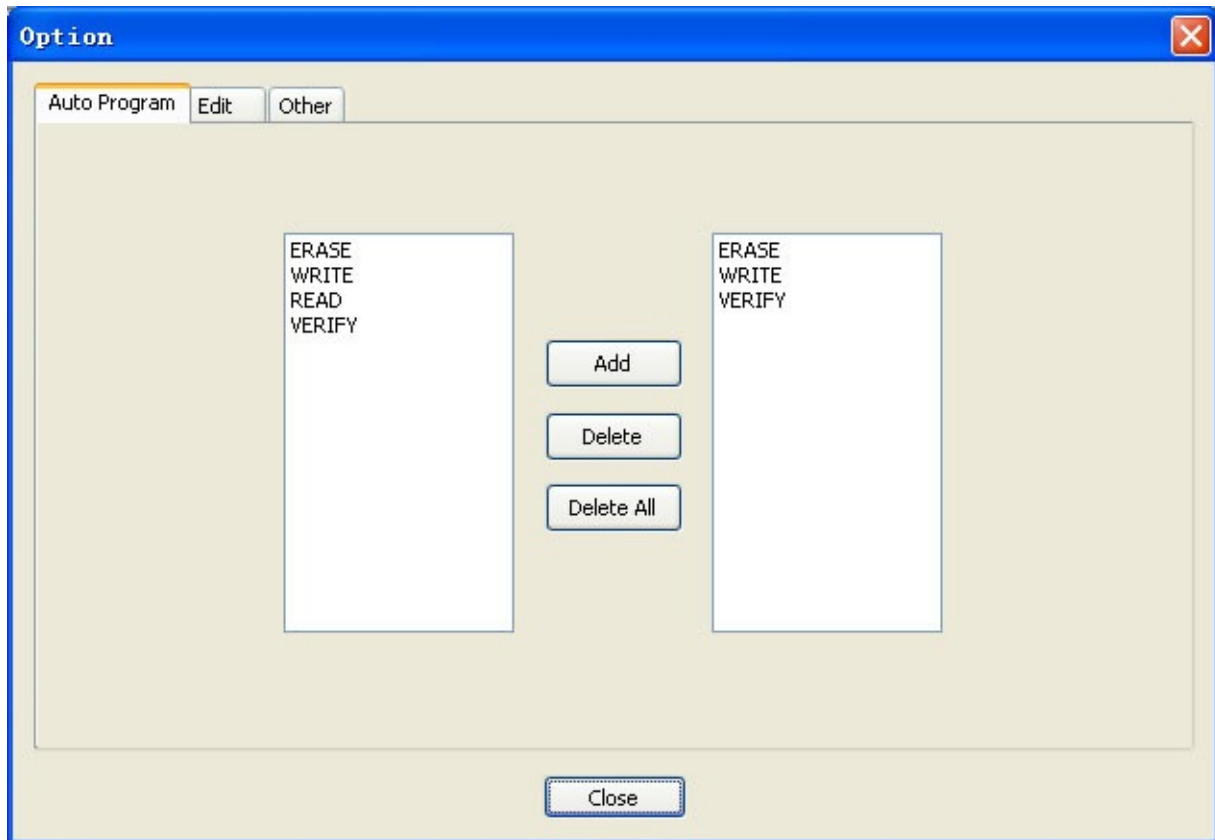 Option
Auto Program
Edit
Other
ERASE
WRITE
READ
VERIFY
Add
Delete
Delete All
ERASE
WRITE
VERIFY
Close